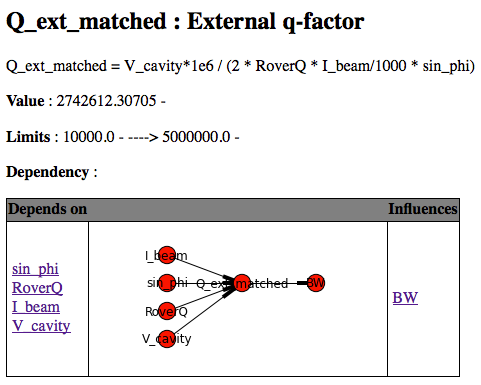 Q_ext_matched : External q-factor
Q_ext_matched = V_cavity*1e6 / (2 * RoverQ * I_beam/1000 * sin_phi)
Value : 2742612.30705 -
Limits : 10000.0 - ----> 5000000.0 -
Dependency :
Depends on Influences
sin_phi
RoverQ
I_beam
V_cavity
I_beam
sin_phi Q_ext_matched BW
RoverQ
V_cavity
BW